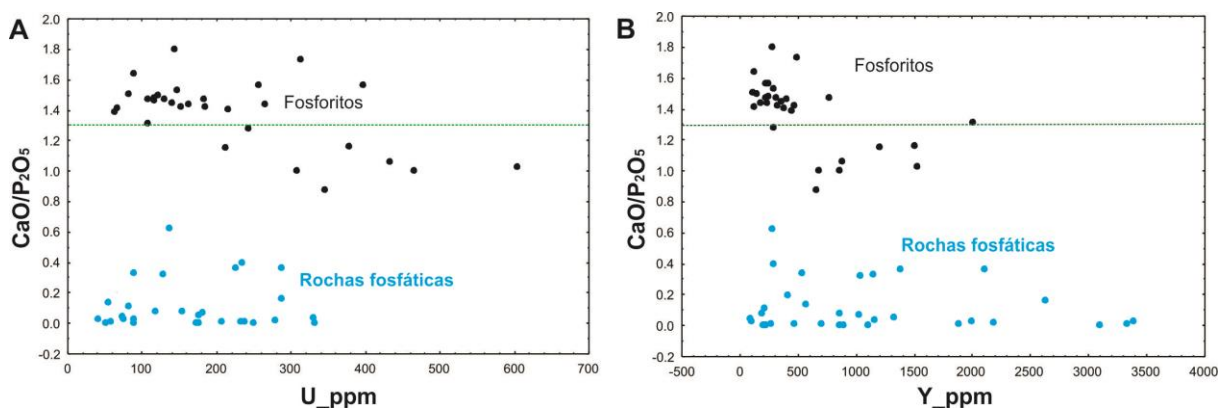 A
CaO/P₂O₅
2.0
1.8
1.6
1.4
1.2
1.0
0.8
0.6
0.4
0.2
0.0
-0.2
Fosforitos
Rochas fosfáticas
0 100 200 300 400 500 600 700
U_ppm
B
CaO/P₂O₅
2.0
1.8
1.6
1.4
1.2
1.0
0.8
0.6
0.4
0.2
0.0
-0.2
Fosforitos
Rochas fosfáticas
-500 0 500 1000 1500 2000 2500 3000 3500 4000
Y_ppm